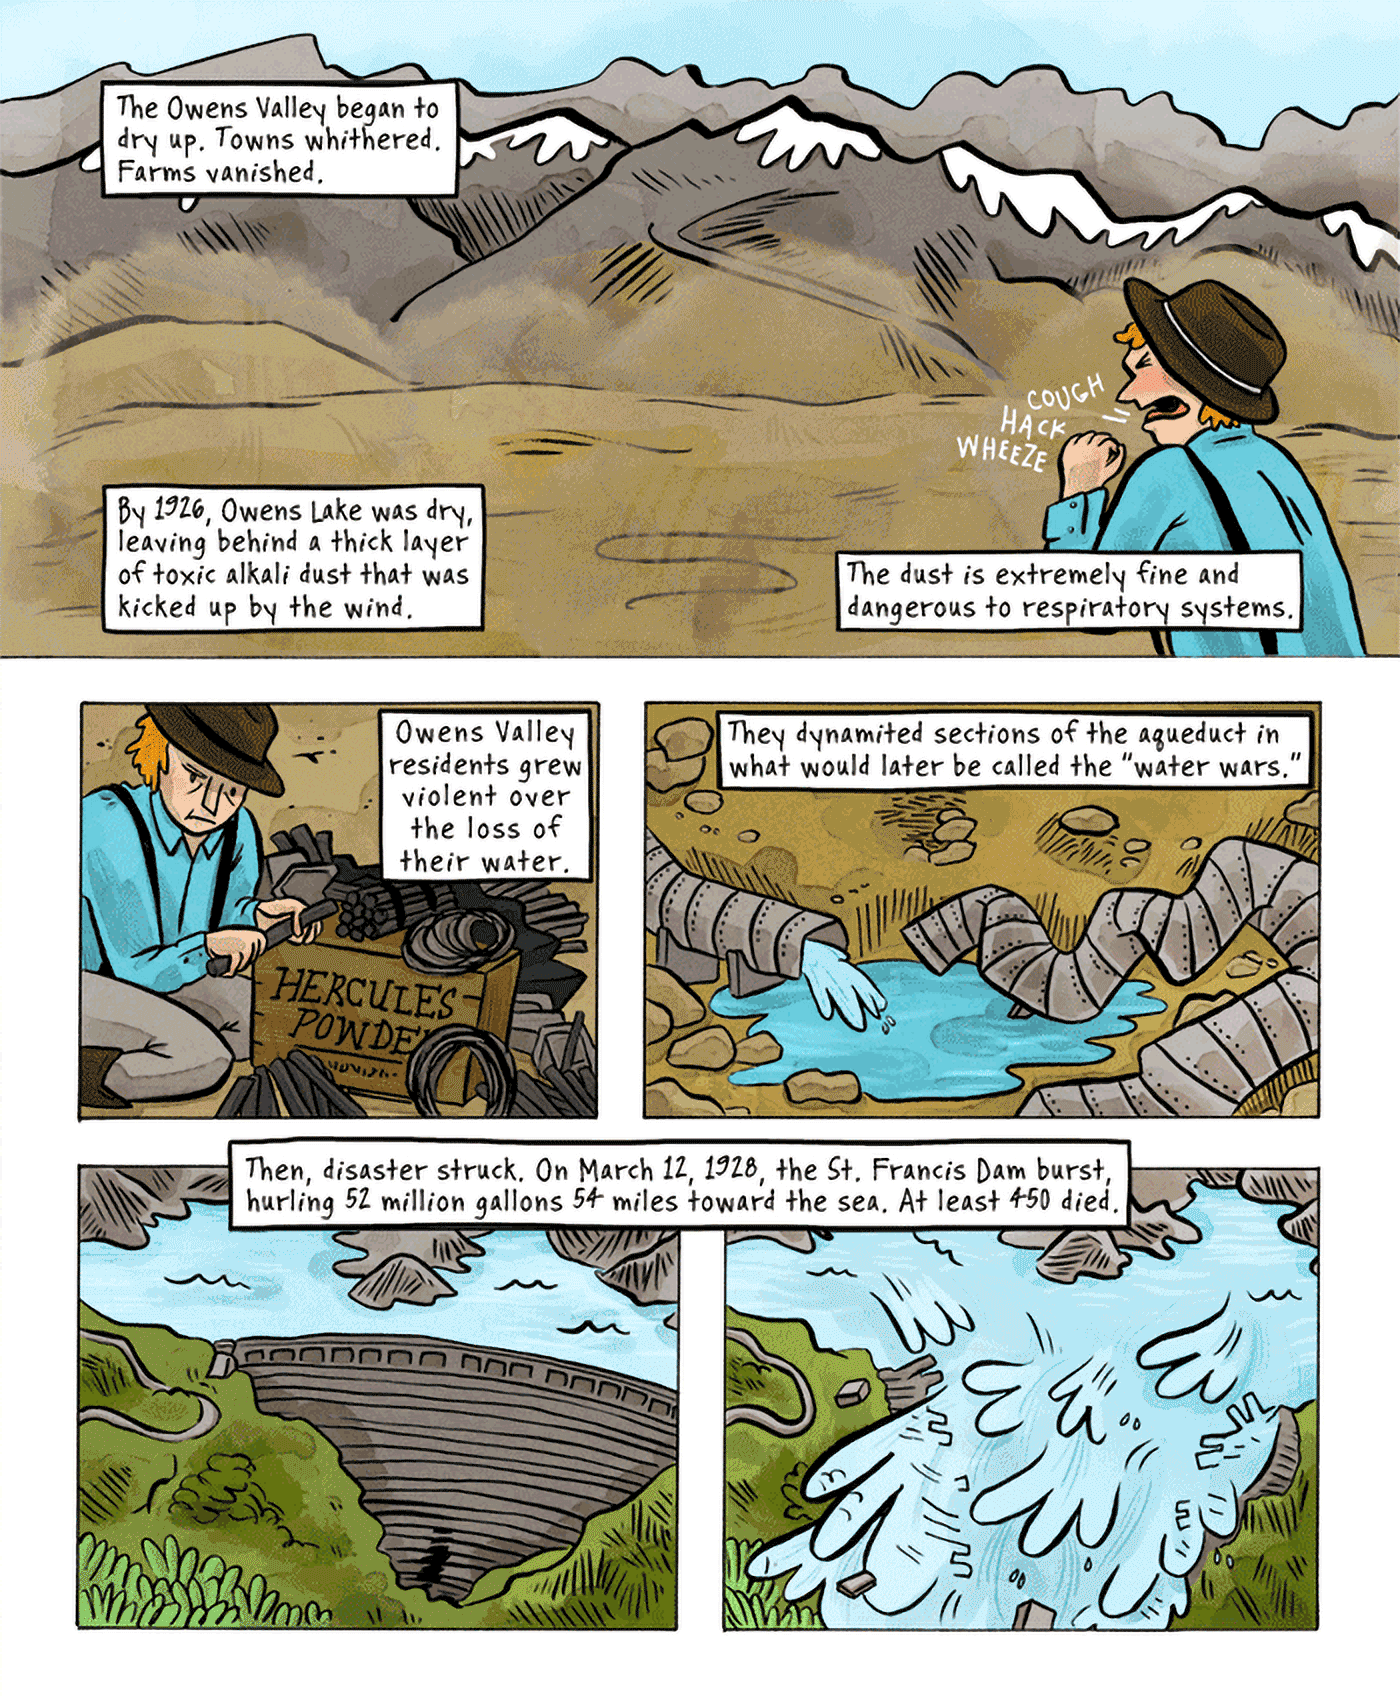 The Owens Valley began to
dry up. Towns whithered.
Farms vanished.
COUGH
HACK
WHEEZE
By 1926, Owens Lake was dry,
leaving behind a thick layer
of toxic alkali dust that was
kicked up by the wind.
The dust is extremely fine and
dangerous to respiratory systems.
Owens Valley
residents grew
violent over
the loss of
their water.
HERCULES
POWDE
They dynamited sections of the aqueduct in
what would later be called the "water wars."
Then, disaster struck. On March 12, 1928, the St. Francis Dam burst,
hurling 52 million gallons 54 miles toward the sea. At least 450 died.